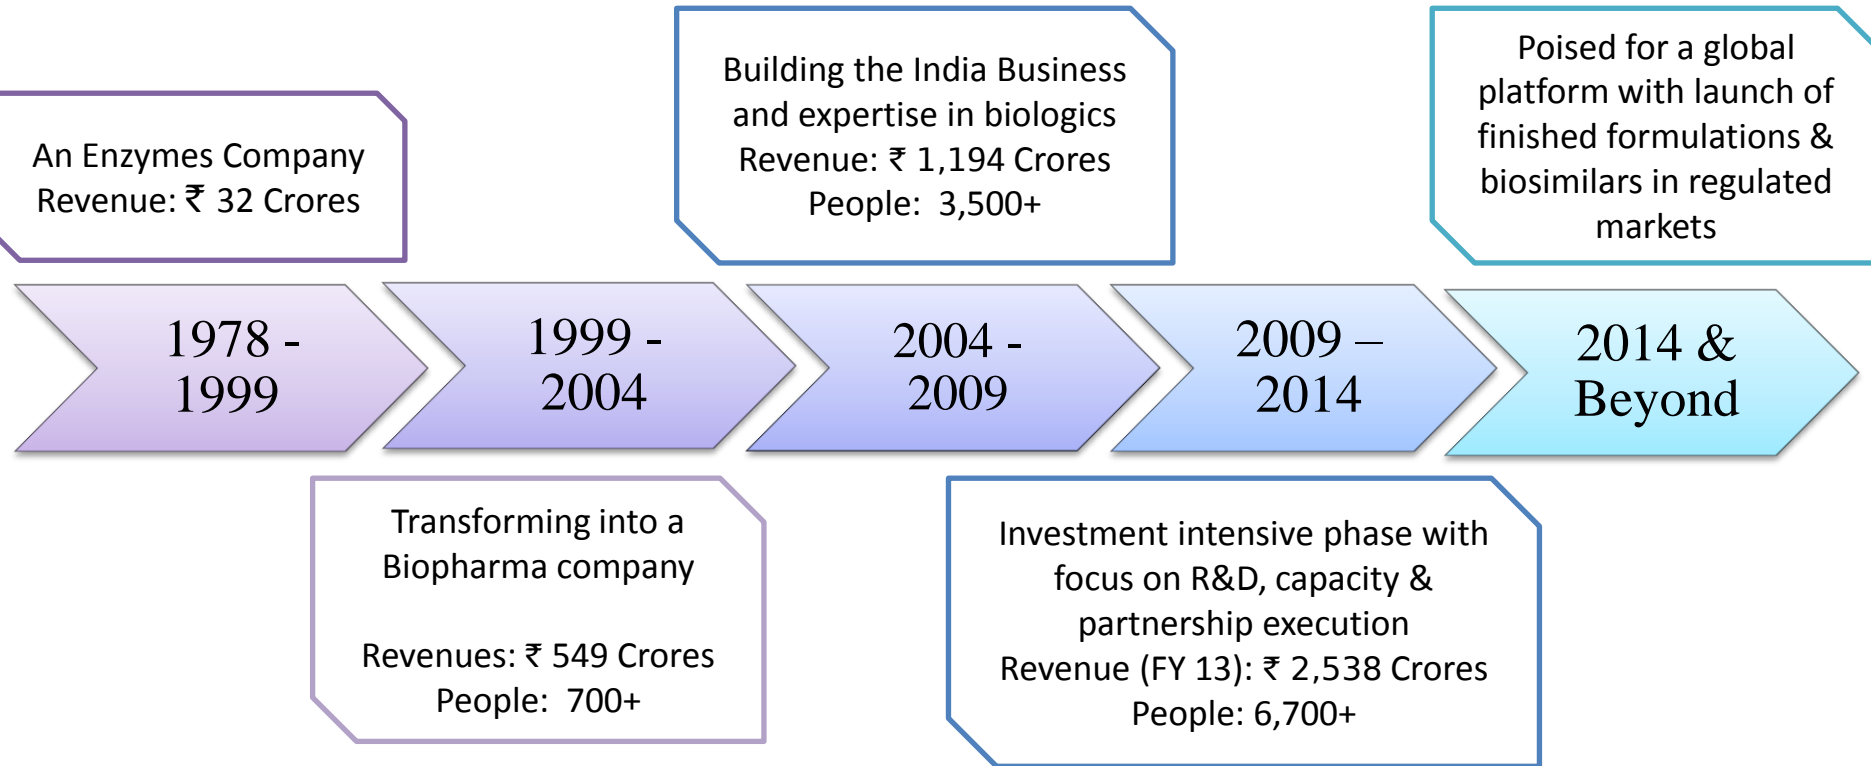 An Enzymes Company
Revenue: ₹ 32 Crores
Building the India Business
and expertise in biologics
Revenue: ₹ 1,194 Crores
People:  3,500+
Poised for a global
platform with launch of
finished formulations &
biosimilars in regulated
markets
1978 -
1999
1999 -
2004
2004 -
2009
2009 –
2014
2014 &
Beyond
Transforming into a
Biopharma company
Revenues: ₹ 549 Crores
People:  700+
Investment intensive phase with
focus on R&D, capacity &
partnership execution
Revenue (FY 13): ₹ 2,538 Crores
People: 6,700+